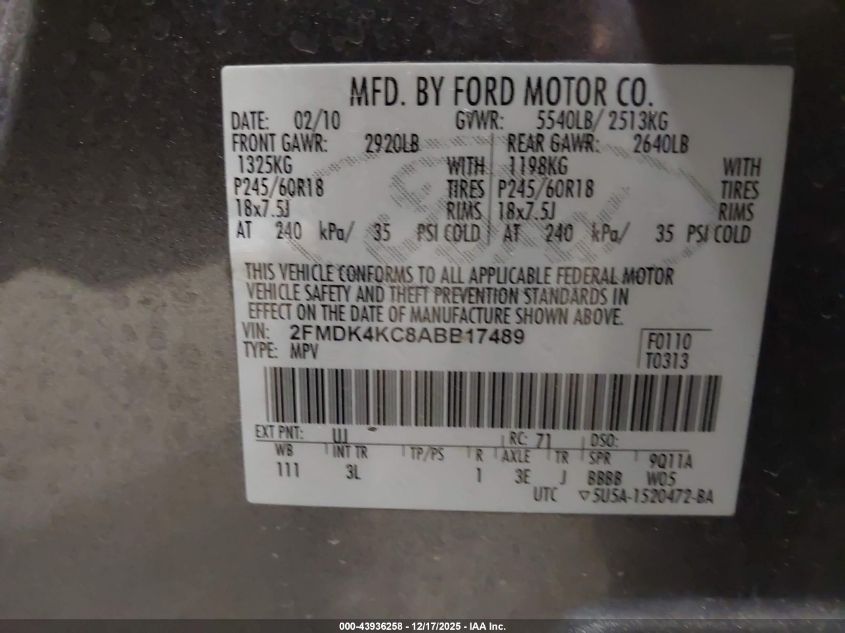 MFD. BY FORD MOTOR CO.
DATE: 02/10 GVWR: 5540LB/ 2513KG
FRONT GAWR: 2920LB REAR GAWR: 2640LB
1325KG WITH 1198KG WITH
P245/60R18 TIRES P245/60R18 TIRES
18x7.5J RIMS 18x7.5J RIMS
AT 240 kPa/ 35 PSI COLD AT 240 kPa/ 35 PSI COLD
THIS VEHICLE CONFORMS TO ALL APPLICABLE FEDERAL MOTOR
VEHICLE SAFETY AND THEFT PREVENTION STANDARDS IN
EFFECT ON THE DATE OF MANUFACTURE SHOWN ABOVE.
VIN: 2FMDK4KC8ABB17489 F0110
TYPE: MPV T0313
EXT PNT: UJ RC: 71 DSO:
WB INT TR TP/PS R AXLE TR SPR 9Q11A
111 3L 1 3E J BBBB W05
UTC ▽5U5A-1520472-BA
000-43936258 - 12/17/2025 - IAA Inc.